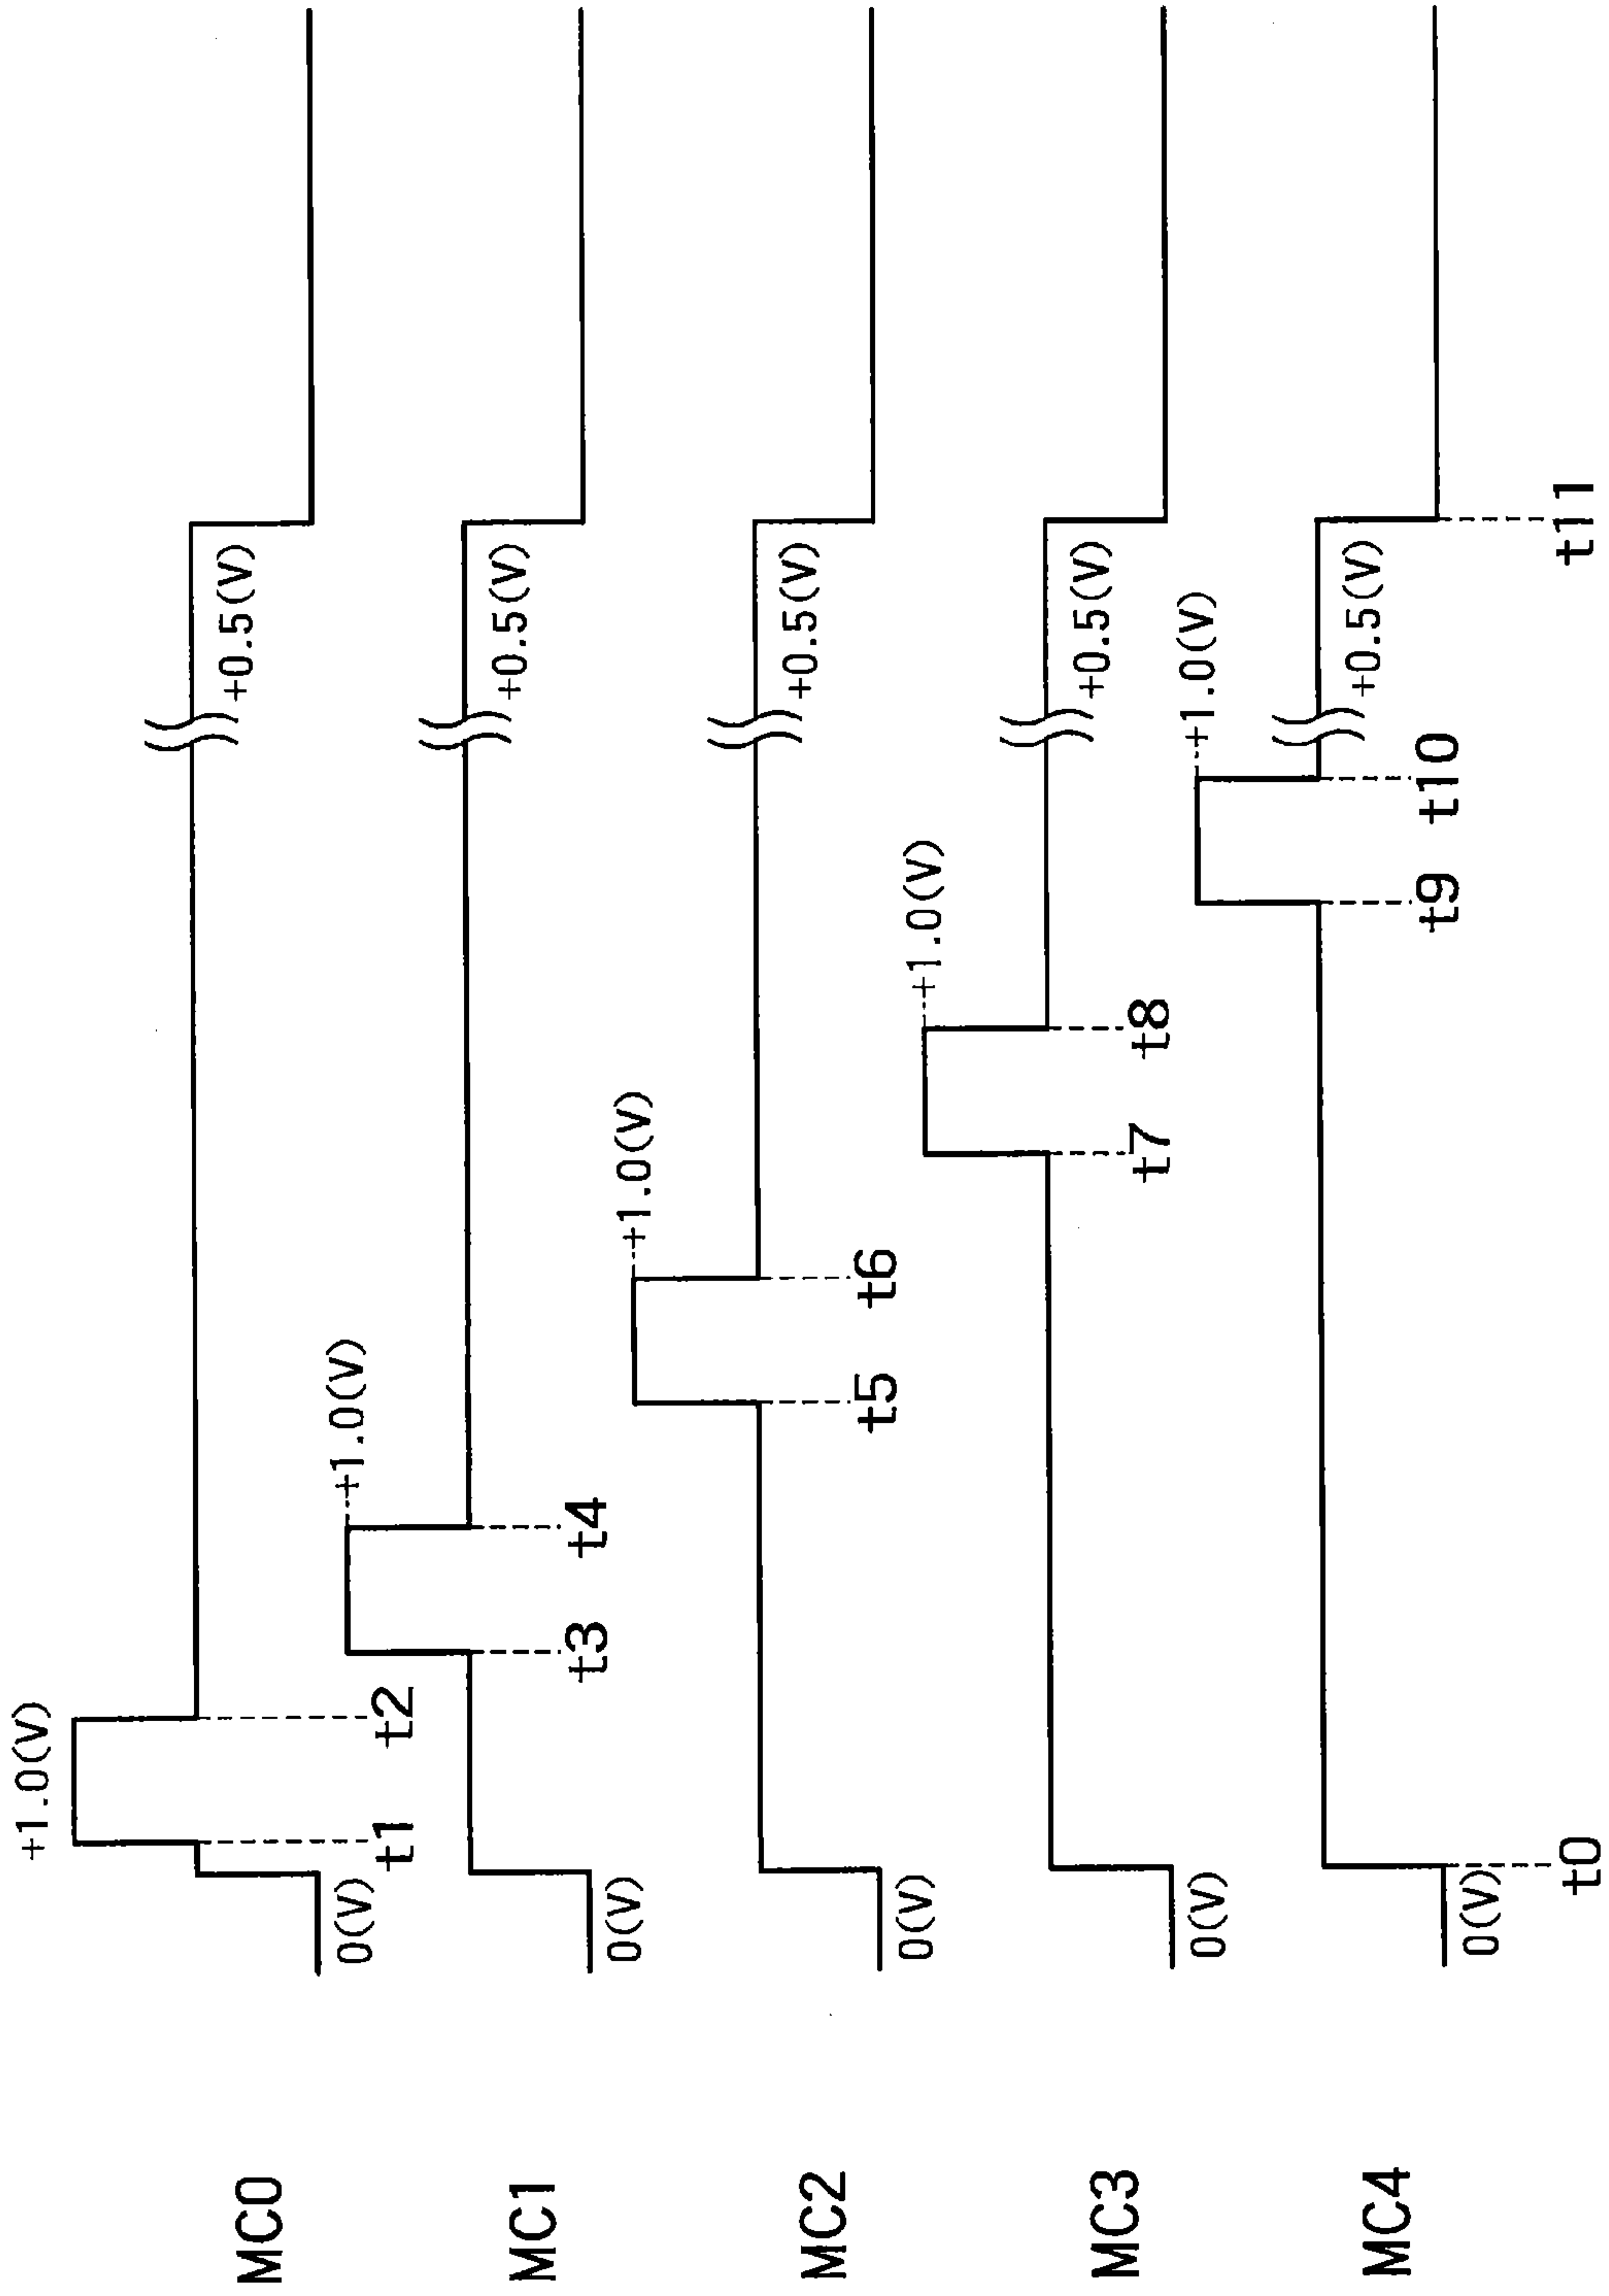 MC0
0(V)
+1.0(V)
+0.5(V)
t1
t2
MC1
0(V)
+1.0(V)
+0.5(V)
t3
t4
MC2
0(V)
+1.0(V)
+0.5(V)
t5
t6
MC3
0(V)
+1.0(V)
+0.5(V)
t7
t8
MC4
0(V)
+1.0(V)
+0.5(V)
t9
t10
t0
t11